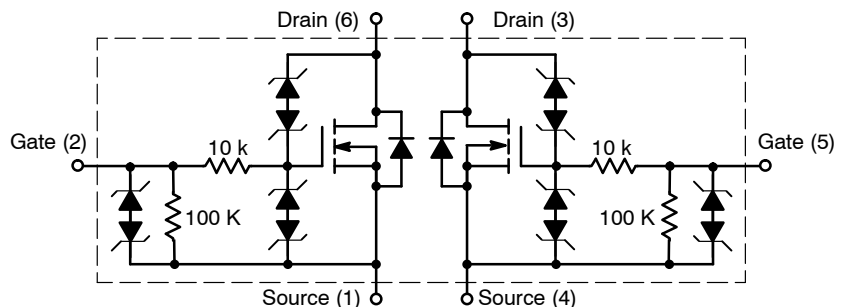 Drain (6) Drain (3)
Gate (2) 10 k 10 k Gate (5)
100 K 100 K
Source (1) Source (4)